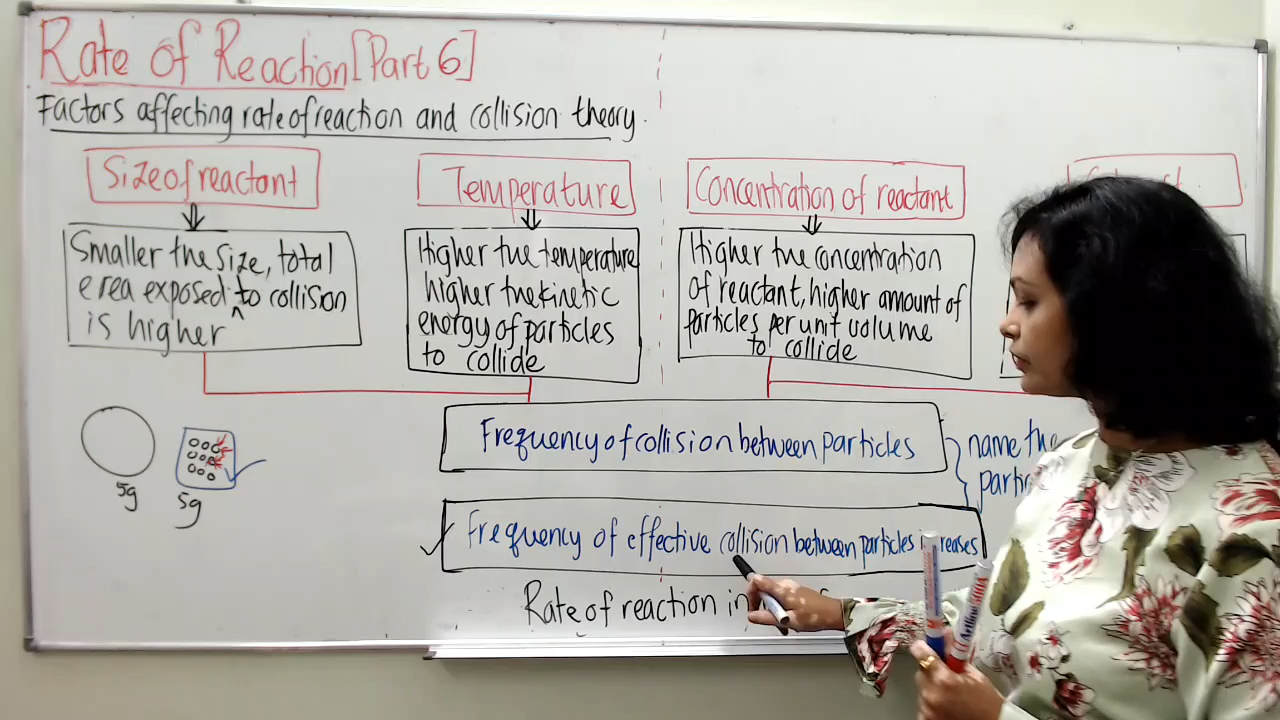 Rate of Reaction [Part 6]
Factors affecting rate of reaction and collision theory.
Size of reactant
Temperature
Concentration of reactant
Smaller the size, total
erea exposed to collision
is higher
Higher the temperature
higher the kinetic
energy of particles
to collide
Higher the concentration
of reactant, higher amount of
particles per unit volume
to collide
Frequency of collision between particles
name the
5g
5g
Frequency of effective collision between particles increases
Rate of reaction
Artline